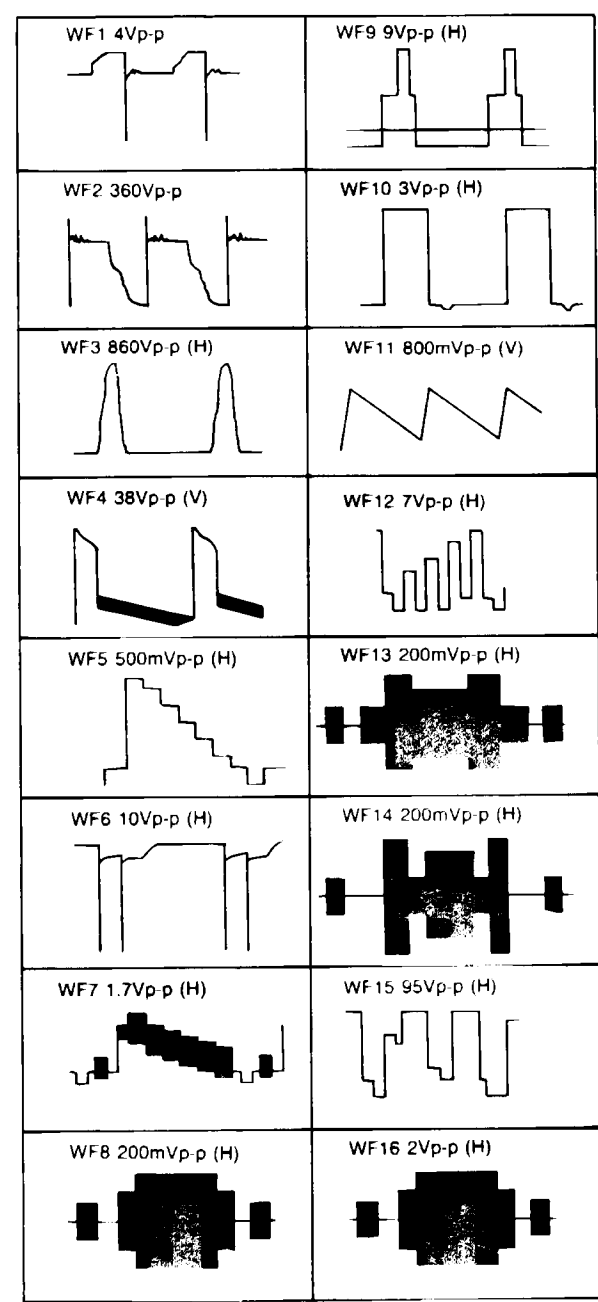 WF1 4Vp-p
WF9 9Vp-p (H)
WF2 360Vp-p
WF10 3Vp-p (H)
WF3 860Vp-p (H)
WF11 800mVp-p (V)
WF4 38Vp-p (V)
WF12 7Vp-p (H)
WF5 500mVp-p (H)
WF13 200mVp-p (H)
WF6 10Vp-p (H)
WF14 200mVp-p (H)
WF7 1.7Vp-p (H)
WF15 95Vp-p (H)
WF8 200mVp-p (H)
WF16 2Vp-p (H)